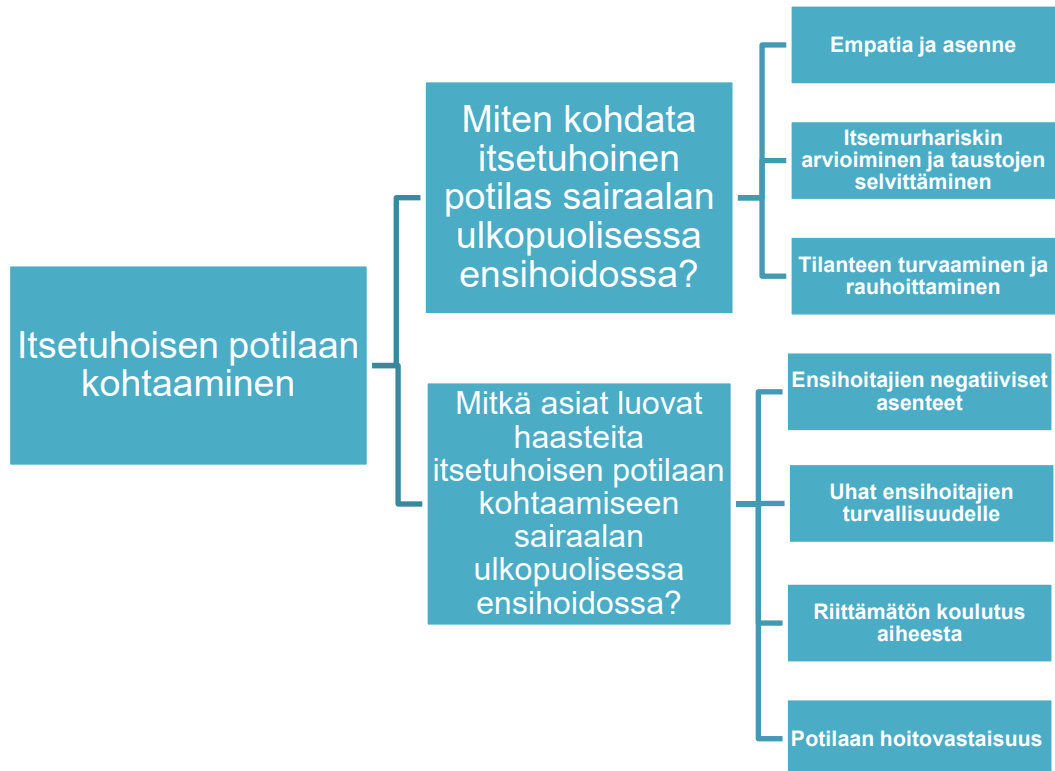 Itsetuhoisen potilaan
kohtaaminen
Miten kohdata
itsetuhoinen
potilas sairaalan
ulkopuolisessa
ensihoidossa?
Empatia ja asenne
Itsemurhariskin
arvioiminen ja taustojen
selvittäminen
Tilanteen turvaaminen ja
rauhoittaminen
Mitkä asiat luovat
haasteita
itsetuhoisen potilaan
kohtaamiseen
sairaalan
ulkopuolisessa
ensihoidossa?
Ensihoitajien negatiiviset
asenteet
Uhat ensihoitajien
turvallisuudelle
Riittämätön koulutus
aiheesta
Potilaan hoitovastaisuus